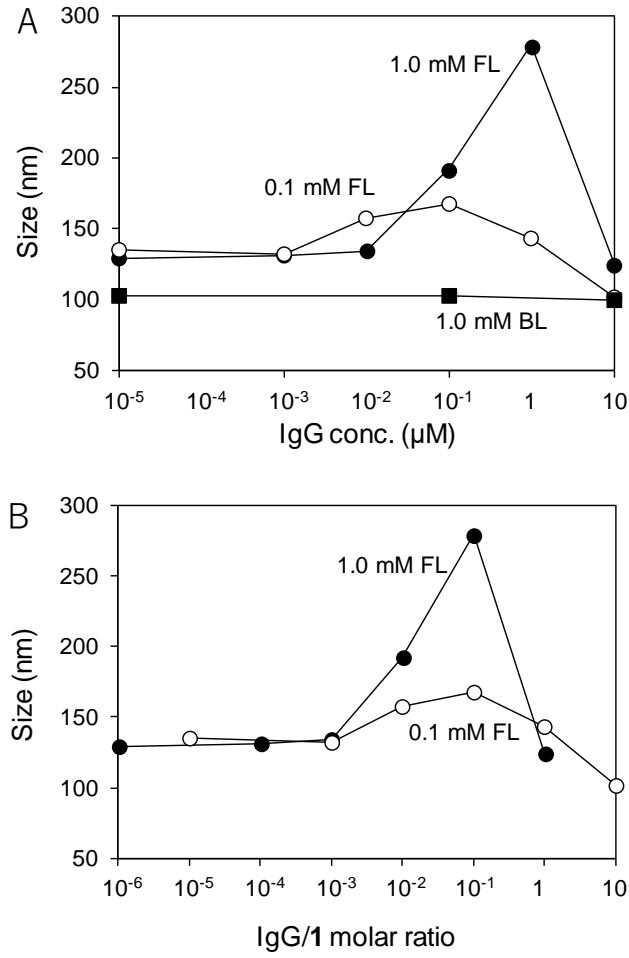 A
300
250
200
150
100
50
Size (nm)
1.0 mM FL
0.1 mM FL
1.0 mM BL
10⁻⁵ 10⁻⁴ 10⁻³ 10⁻² 10⁻¹ 1 10
IgG conc. (µM)
B
300
250
200
150
100
50
Size (nm)
1.0 mM FL
0.1 mM FL
10⁻⁶ 10⁻⁵ 10⁻⁴ 10⁻³ 10⁻² 10⁻¹ 1 10
IgG/1 molar ratio